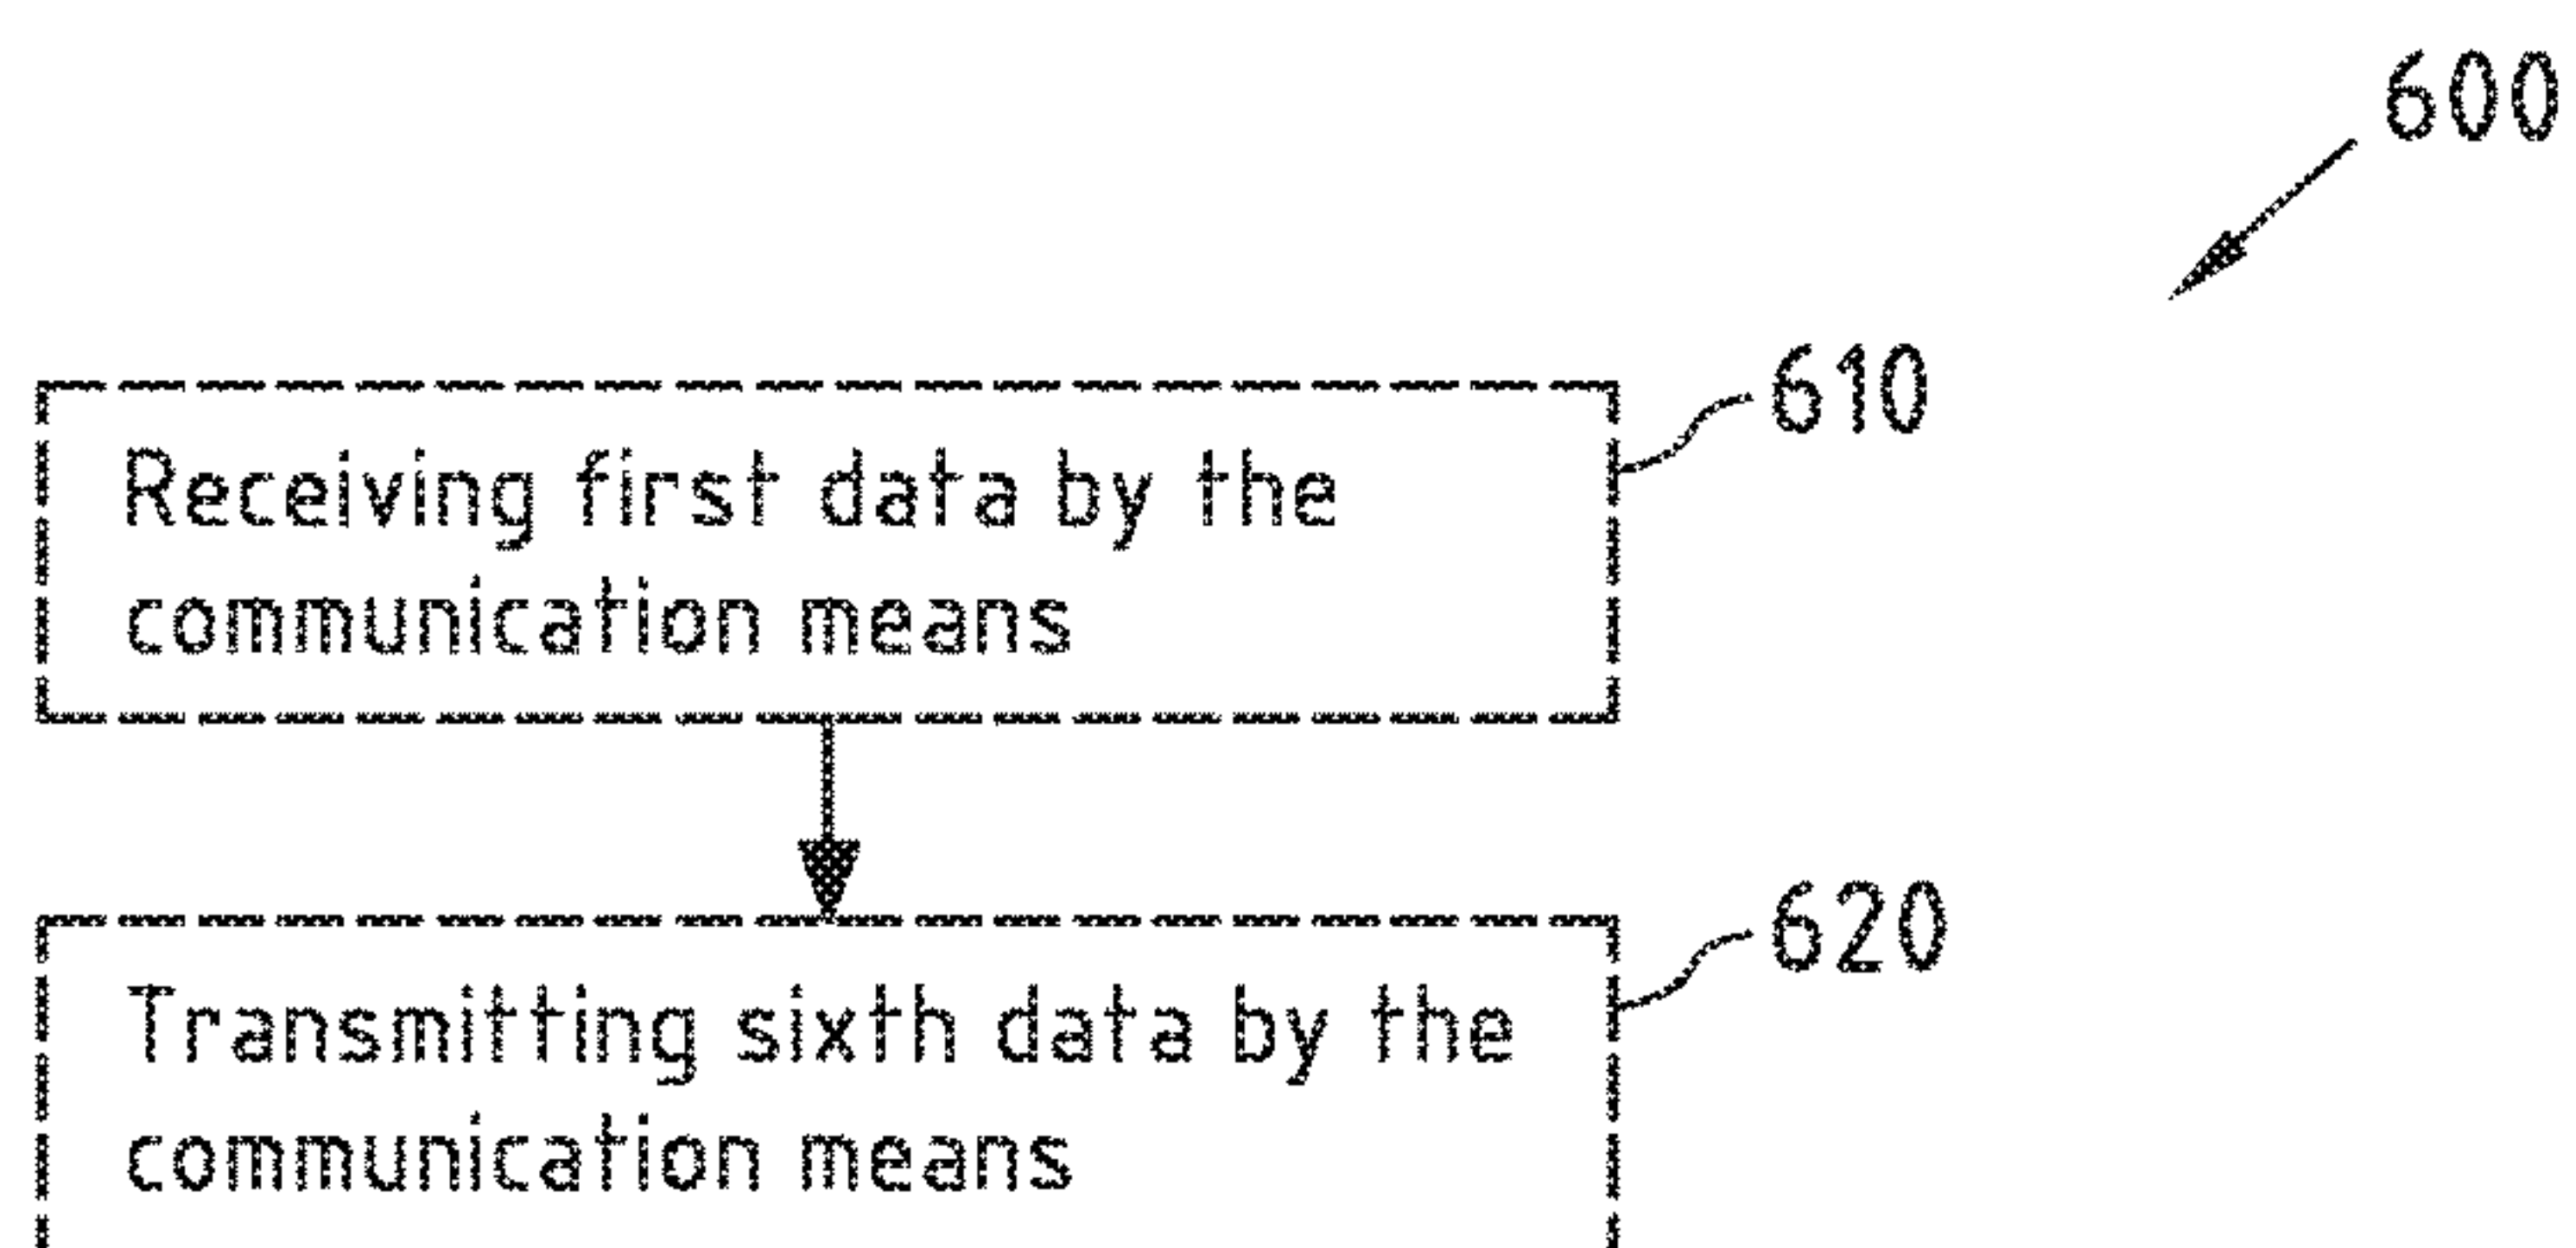 600
610
Receiving first data by the
communication means
620
Transmitting sixth data by the
communication means